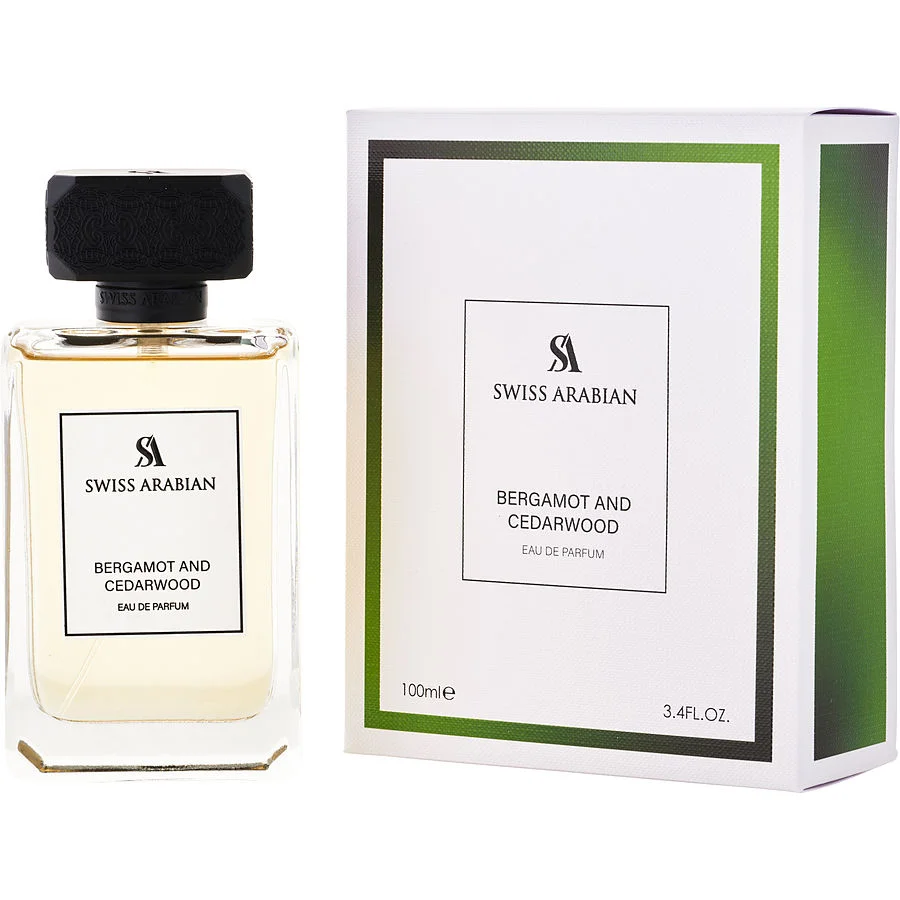 SWISS ARABIAN
SA
SWISS ARABIAN
BERGAMOT AND
CEDARWOOD
EAU DE PARFUM
SA
SWISS ARABIAN
BERGAMOT AND
CEDARWOOD
EAU DE PARFUM
100ml℮
3.4FL.OZ.